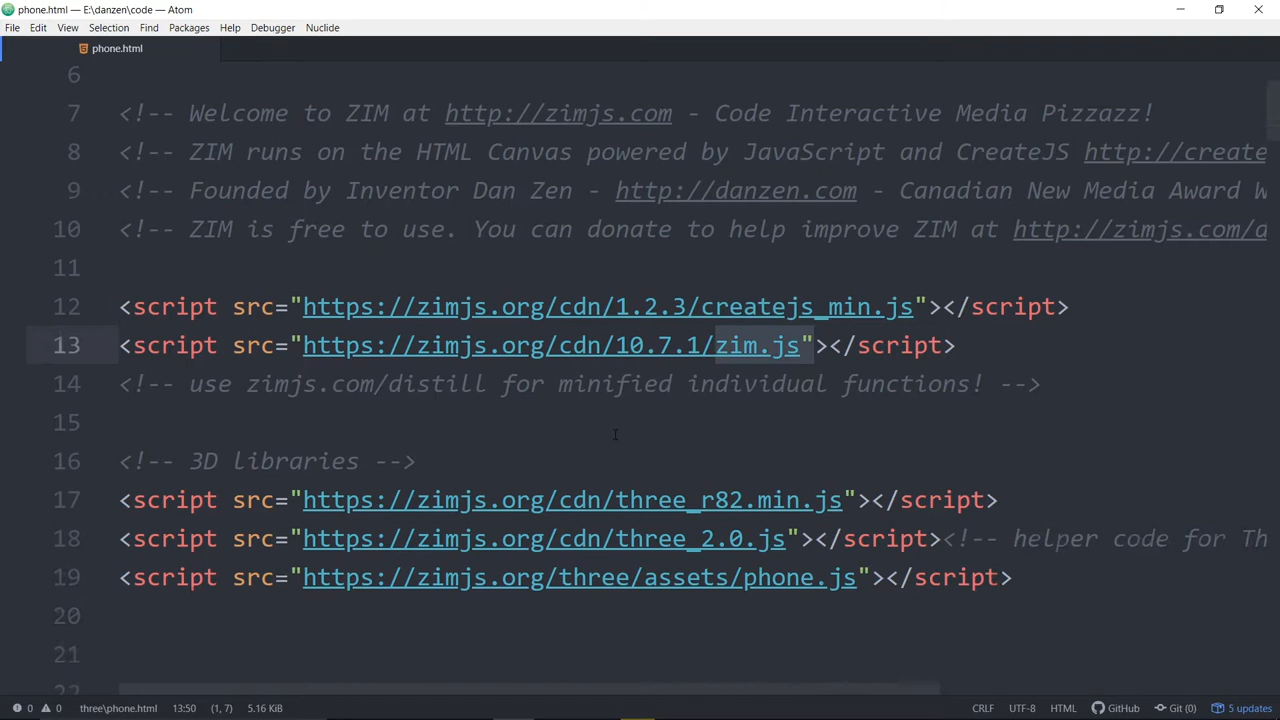 phone.html — E:\danzen\code — Atom
File Edit View Selection Find Packages Help Debugger Nuclide
phone.html
6
7 <!-- Welcome to ZIM at http://zimjs.com - Code Interactive Media Pizzazz!
8 <!-- ZIM runs on the HTML Canvas powered by JavaScript and CreateJS http://create
9 <!-- Founded by Inventor Dan Zen - http://danzen.com - Canadian New Media Award W
10 <!-- ZIM is free to use. You can donate to help improve ZIM at http://zimjs.com/d
11
12 <script src="https://zimjs.org/cdn/1.2.3/createjs_min.js"></script>
13 <script src="https://zimjs.org/cdn/10.7.1/zim.js"></script>
14 <!-- use zimjs.com/distill for minified individual functions! -->
15
16 <!-- 3D libraries -->
17 <script src="https://zimjs.org/cdn/three_r82.min.js"></script>
18 <script src="https://zimjs.org/cdn/three_2.0.js"></script><!-- helper code for Th
19 <script src="https://zimjs.org/three/assets/phone.js"></script>
20
21
22
0 0 three\phone.html 13:50 (1, 7) 5.16 KiB CRLF UTF-8 HTML GitHub Git (0) 5 updates